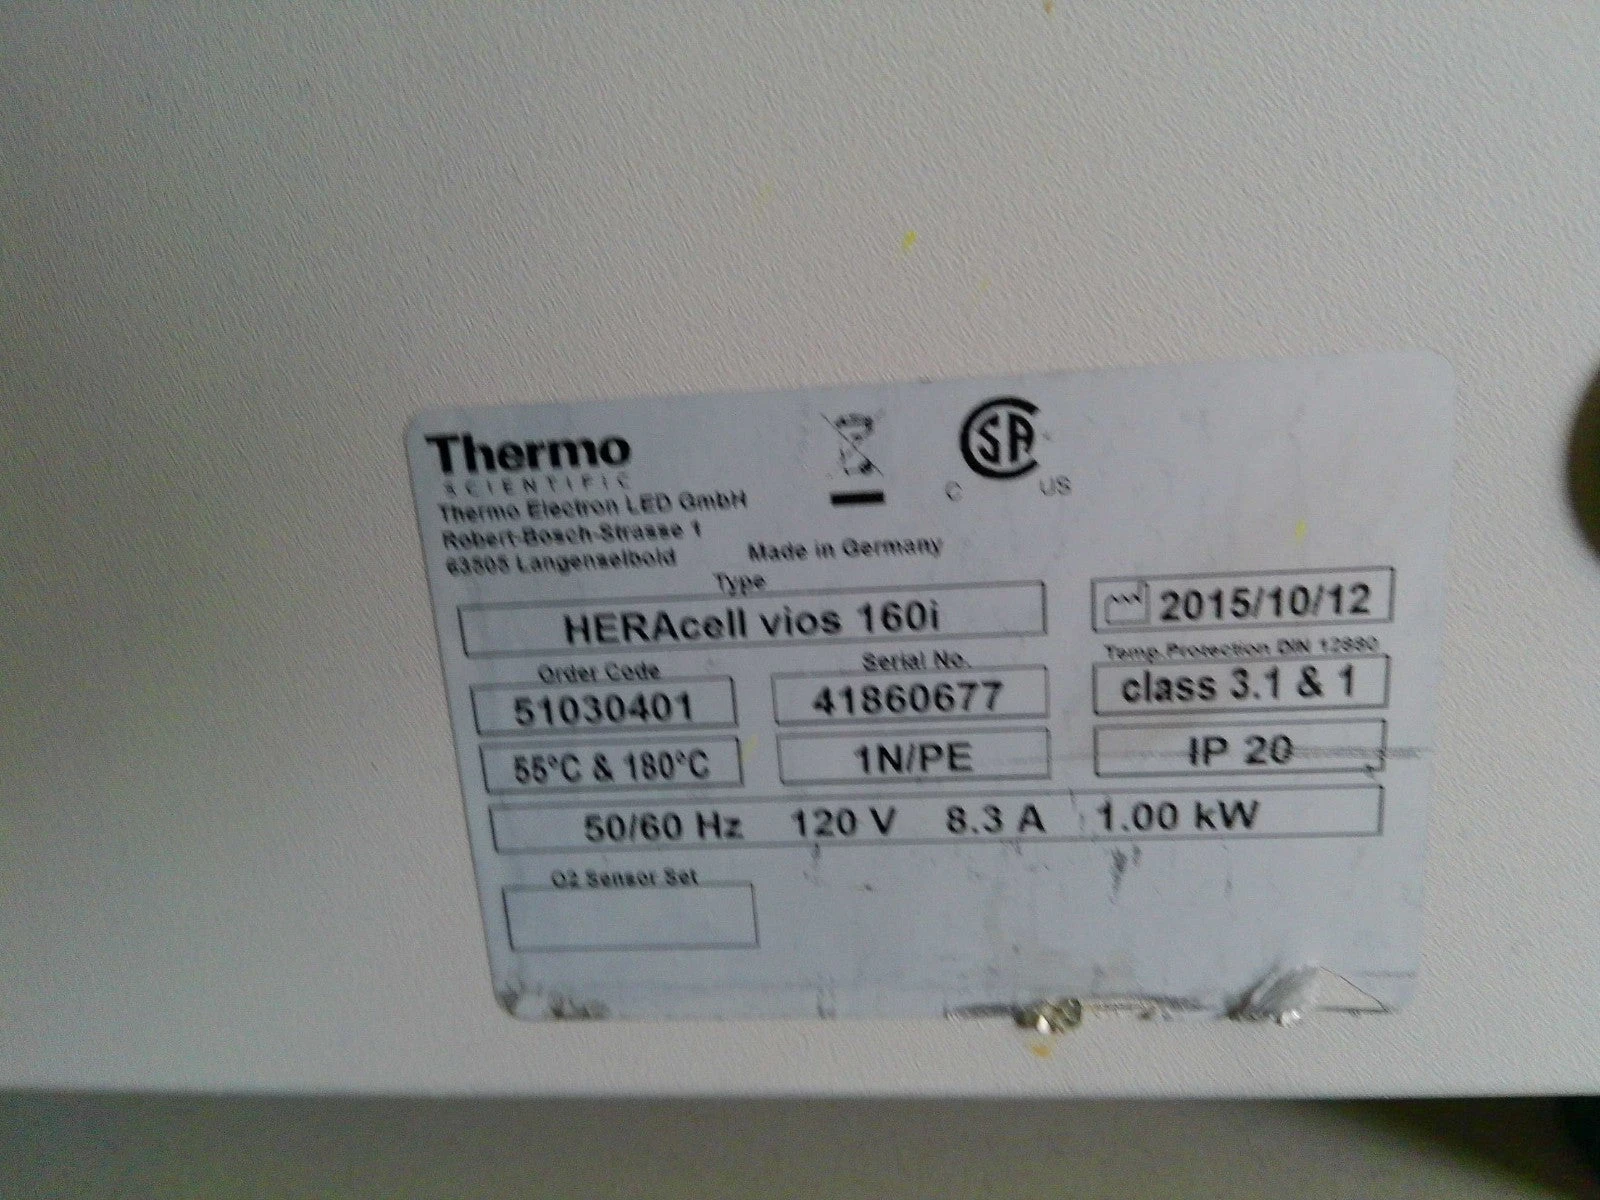 Thermo
SCIENTIFIC
Thermo Electron LED GmbH
Robert-Bosch-Strasse 1
63505 Langenselbold
Made in Germany
SA
C US
Type
HERAcell vios 160i
2015/10/12
Order Code
51030401
Serial No.
41860677
Temp. Protection DIN 12880
class 3.1 & 1
55°C & 180°C
1N/PE
IP 20
50/60 Hz 120 V 8.3 A 1.00 kW
O2 Sensor Set